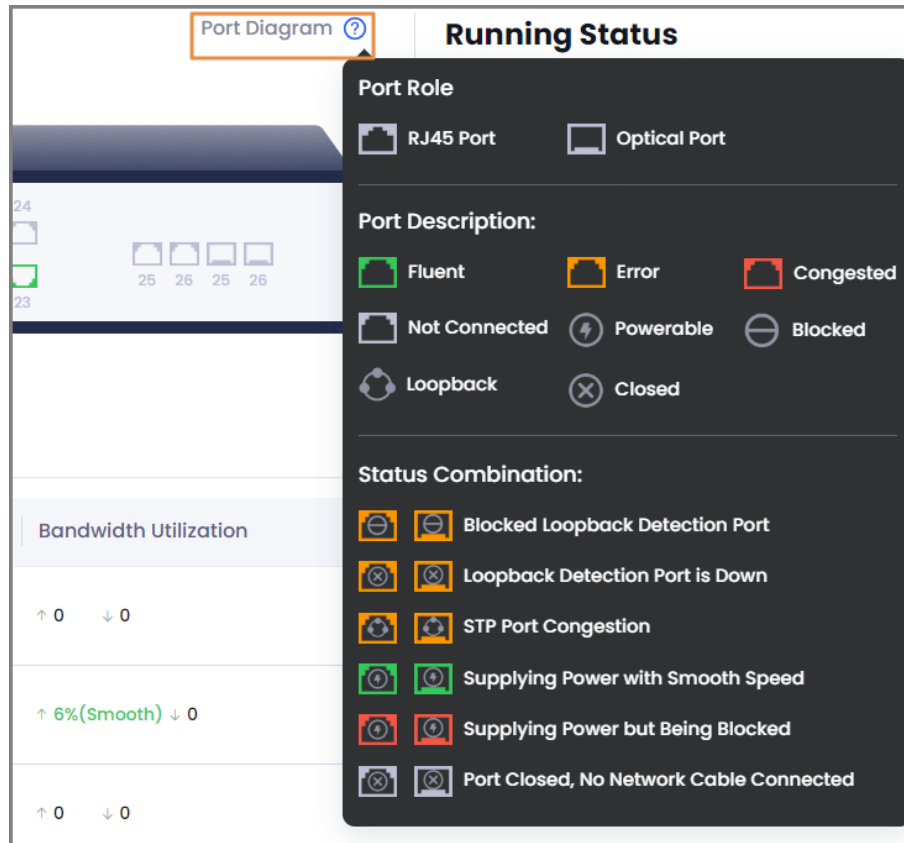 Port Diagram ?
Running Status
Port Role
RJ45 Port Optical Port
24
25 26 25 26
23
Port Description:
Fluent Error Congested
Not Connected Powerable Blocked
Loopback Closed
Status Combination:
Blocked Loopback Detection Port
Loopback Detection Port is Down
STP Port Congestion
Supplying Power with Smooth Speed
Supplying Power but Being Blocked
Port Closed, No Network Cable Connected
Bandwidth Utilization
↑ 0 ↓ 0
↑ 6%(Smooth) ↓ 0
↑ 0 ↓ 0